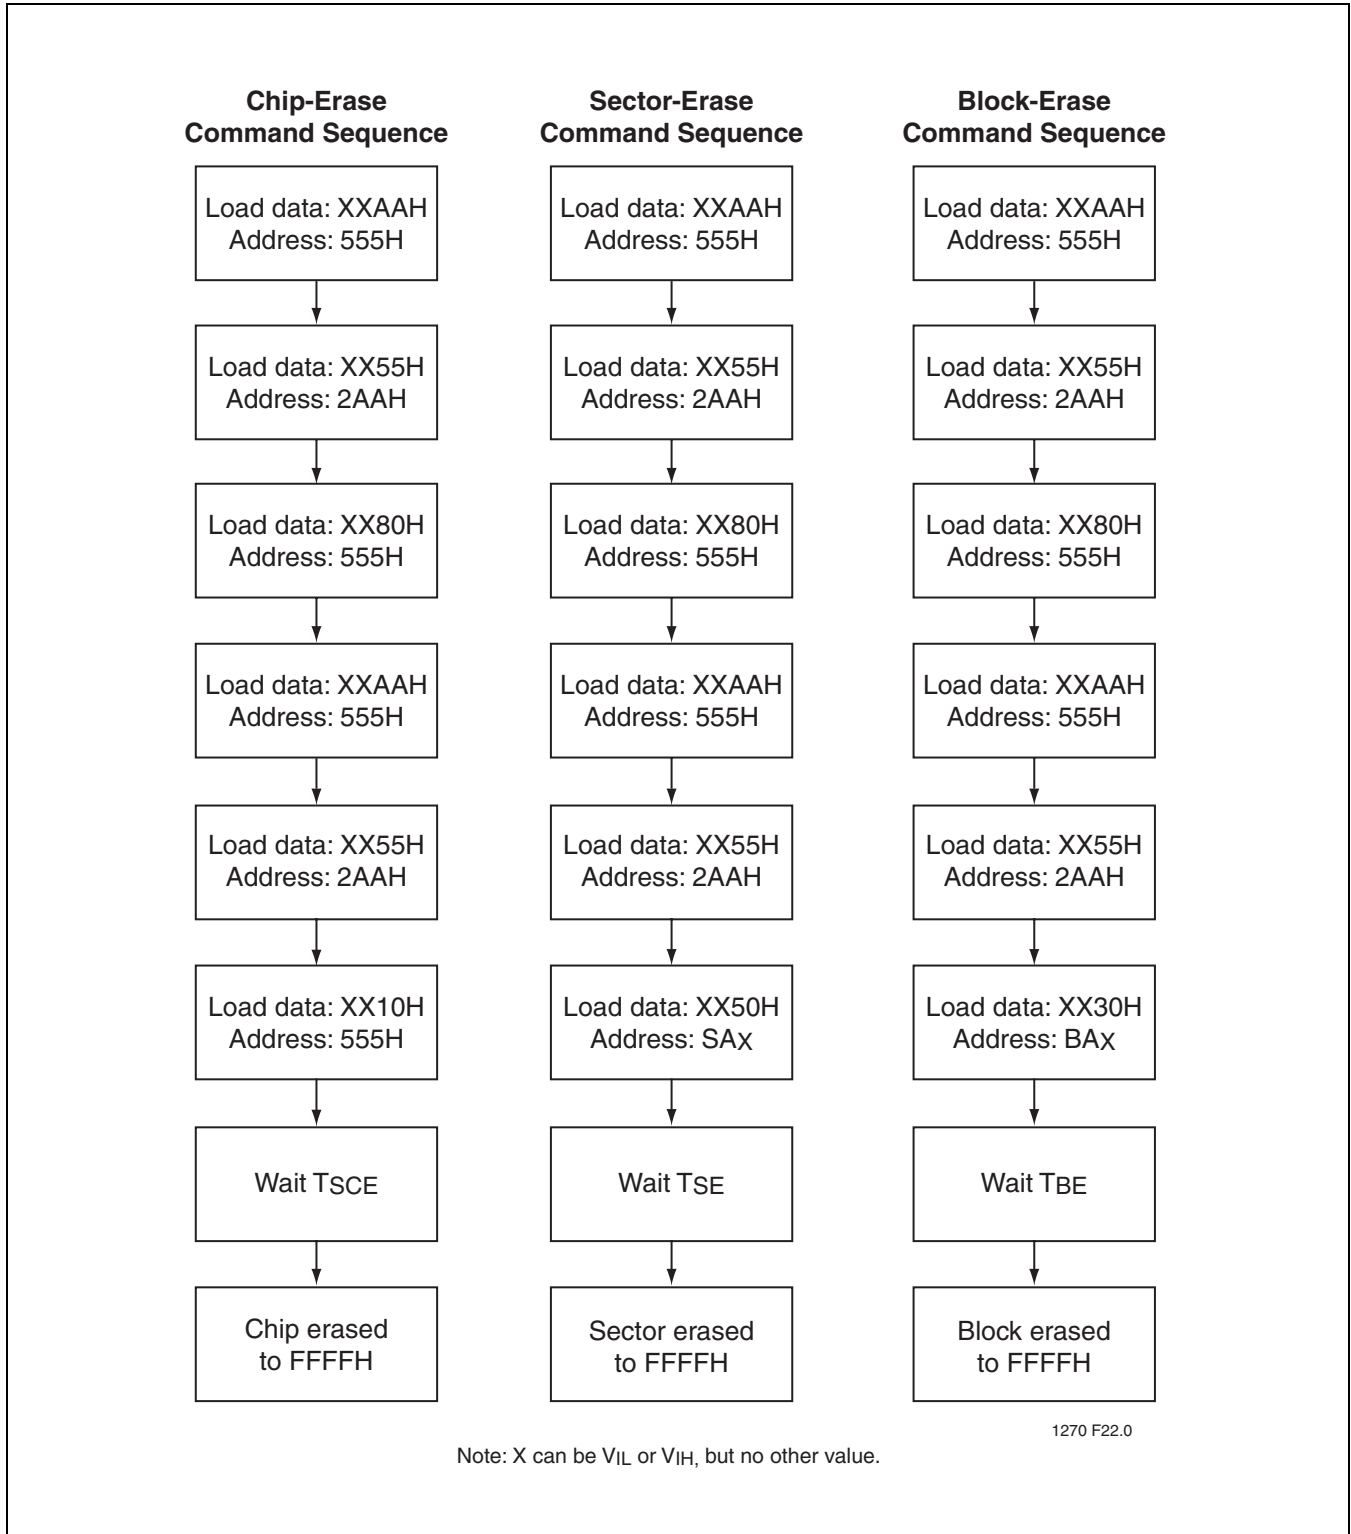 Chip-Erase
Command Sequence
Load data: XXAAH
Address: 555H
Load data: XX55H
Address: 2AAH
Load data: XX80H
Address: 555H
Load data: XXAAH
Address: 555H
Load data: XX55H
Address: 2AAH
Load data: XX10H
Address: 555H
Wait TSCE
Chip erased
to FFFFH
Sector-Erase
Command Sequence
Load data: XXAAH
Address: 555H
Load data: XX55H
Address: 2AAH
Load data: XX80H
Address: 555H
Load data: XXAAH
Address: 555H
Load data: XX55H
Address: 2AAH
Load data: XX50H
Address: SAX
Wait TSE
Sector erased
to FFFFH
Block-Erase
Command Sequence
Load data: XXAAH
Address: 555H
Load data: XX55H
Address: 2AAH
Load data: XX80H
Address: 555H
Load data: XXAAH
Address: 555H
Load data: XX55H
Address: 2AAH
Load data: XX30H
Address: BAX
Wait TBE
Block erased
to FFFFH
1270 F22.0
Note: X can be VIL or VIH, but no other value.